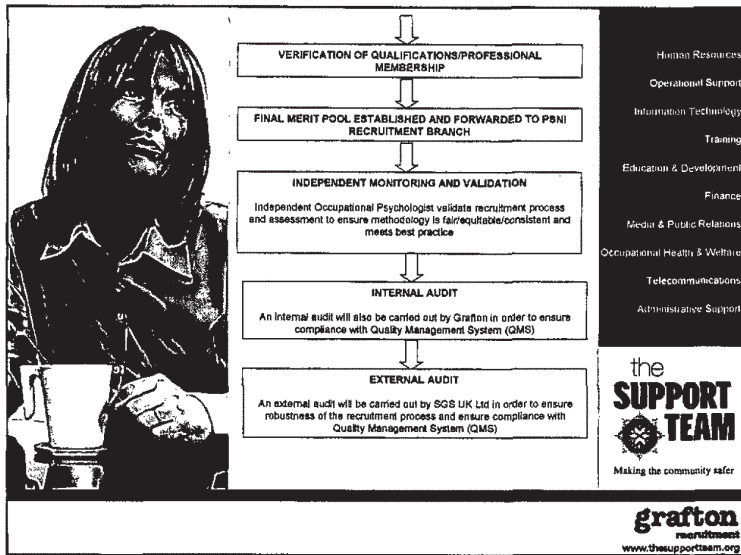 VERIFICATION OF QUALIFICATIONS/PROFESSIONAL
MEMBERSHIP
FINAL MERIT POOL ESTABLISHED AND FORWARDED TO PSNI
RECRUITMENT BRANCH
INDEPENDENT MONITORING AND VALIDATION
Independent Occupational Psychologist validate recruitment process
and assessment to ensure methodology is fair/equitable/consistent and
meets best practice
INTERNAL AUDIT
An internal audit will also be carried out by Grafton in order to ensure
compliance with Quality Management System (QMS)
EXTERNAL AUDIT
An external audit will be carried out by SGS UK Ltd in order to ensure
robustness of the recruitment process and ensure compliance with
Quality Management System (QMS)
Human Resources
Operational Support
Information Technology
Training
Education & Development
Finance
Media & Public Relations
Occupational Health & Welfare
Telecommunications
Administrative Support
the
SUPPORT
TEAM
Making the community safer
grafton
recruitment
www.thesupportteam.org